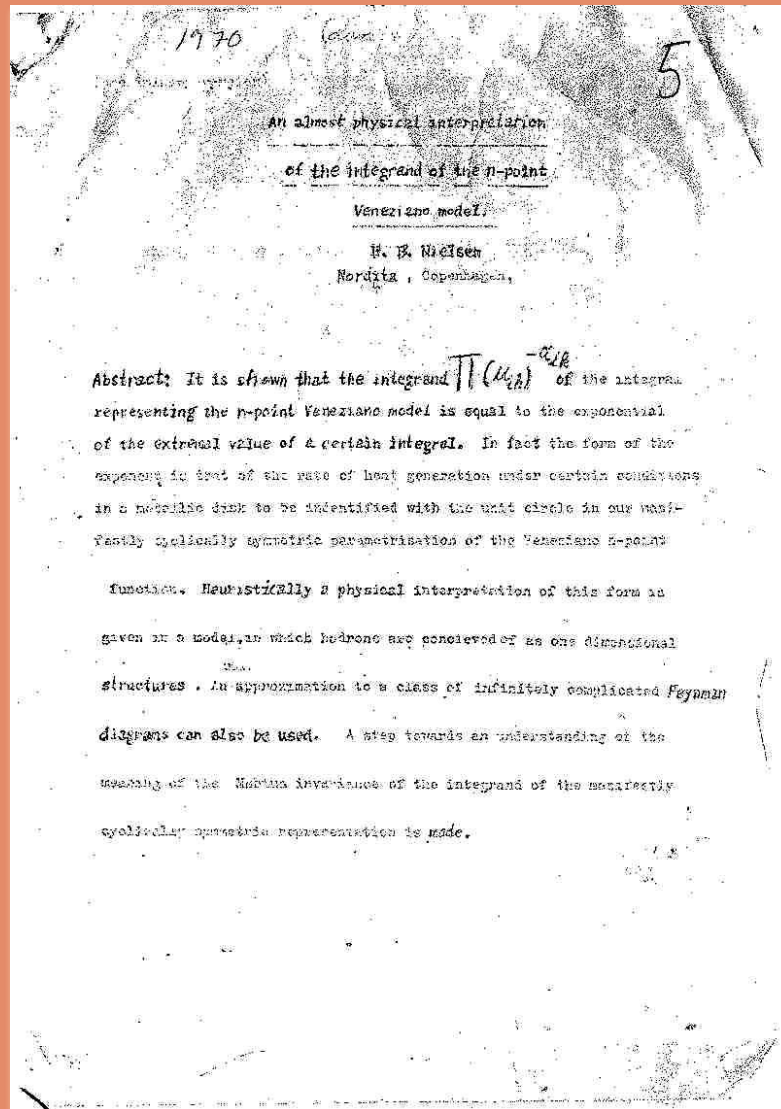 1970
5
An almost physical interpretation
of the integrand of the n-point
Veneziano model.
H. B. Nielsen
Nordita , Copenhagen,
Abstract: It is shown that the integrand ∏(u_ik)^-α_ik of the integral
representing the n-point Veneziano model is equal to the exponential
of the extremal value of a certain integral. In fact the form of the
exponent is that of the rate of heat generation under certain conditions
in a metallic disk to be indentified with the unit circle in our mani-
festly cyclically symmetric parametrisation of the Veneziano n-point
function. Heuristically a physical interpretation of this form is
given in a model,in which hadrons are concievedof as one dimentional
structures . An approximation to a class of infinitely complicated Feynman
diagrams can also be used. A step towards an understanding of the
meaning of the Möbius invariance of the integrand of the manifestly
cyclicaly symmetric representation is made.